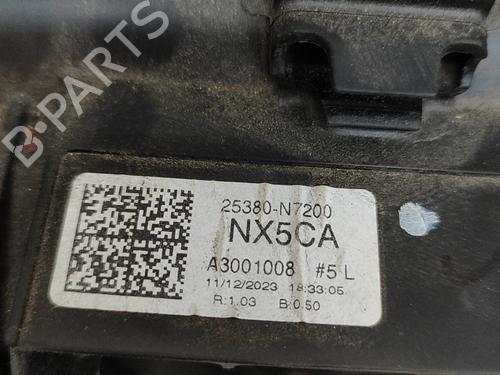 B-PARTS
25380-N7200
NX5CA
A3001008 #5 L
11/12/2023 18:33:05
R:1.03 B:0.50